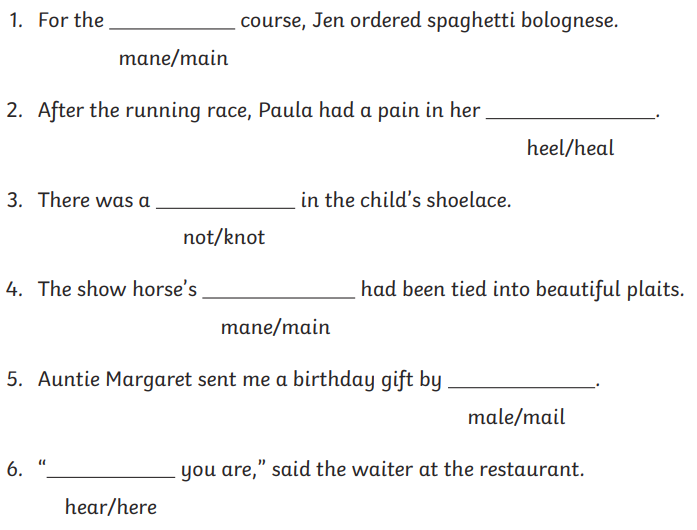 1. For the ____________ course, Jen ordered spaghetti bolognese.
mane/main
2. After the running race, Paula had a pain in her ________________.
heel/heal
3. There was a _____________ in the child’s shoelace.
not/knot
4. The show horse’s ______________ had been tied into beautiful plaits.
mane/main
5. Auntie Margaret sent me a birthday gift by ______________.
male/mail
6. “____________ you are,” said the waiter at the restaurant.
hear/here